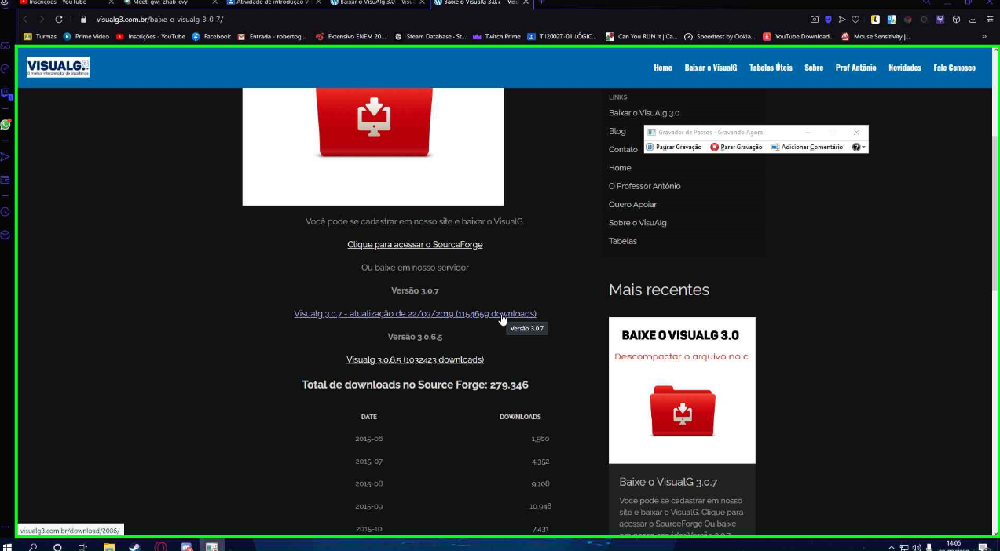 Inscrições - YouTube
Meet: gwj-zhab-cvy
Atividade de introdução V
Baixar o VisuAlg 3.0 – Visu
Baixe o VisualG 3.0.7 – Visu
visualg3.com.br/baixe-o-visualg-3-0-7/
Turmas
Prime Video
Inscrições - YouTube
Facebook
Entrada - robertog...
Extensivo ENEM 20...
Steam Database · St...
Twitch Prime
TII2002T-01 LÓGIC...
Can You RUN It | Ca...
Speedtest by Ookla...
YouTube Download...
Mouse Sensitivity |...
VISUALG
O melhor interpretador de algoritmos
Home
Baixar o VisualG
Tabelas Úteis
Sobre
Prof Antônio
Novidades
Fale Conosco
LINKS
Baixar o VisuAlg 3.0
Blog
Contato
Home
O Professor Antônio
Quero Apoiar
Sobre o VisuAlg
Tabelas
Gravador de Passos - Gravando Agora
Pausar Gravação
Parar Gravação
Adicionar Comentário
Você pode se cadastrar em nosso site e baixar o VisualG.
Clique para acessar o SourceForge
Ou baixe em nosso servidor
Versão 3.0.7
Visualg 3.0.7 - atualização de 22/03/2019 (1154659 downloads)
Versão 3.0.7
Versão 3.0.6.5
Visualg 3.0.6.5 (1032423 downloads)
Total de downloads no Source Forge: 279.346
DATE DOWNLOADS
2015-06 1,560
2015-07 4,352
2015-08 9,108
2015-09 10,948
2015-10 7,431
Mais recentes
BAIXE O VISUALG 3.0
Descompactar o arquivo na c:
Baixe o VisualG 3.0.7
Você pode se cadastrar em nosso
site e baixar o VisualG. Clique para
acessar o SourceForge Ou baixe
em nosso servidor Versão 3.0.7
visualg3.com.br/download/2086/
14:05